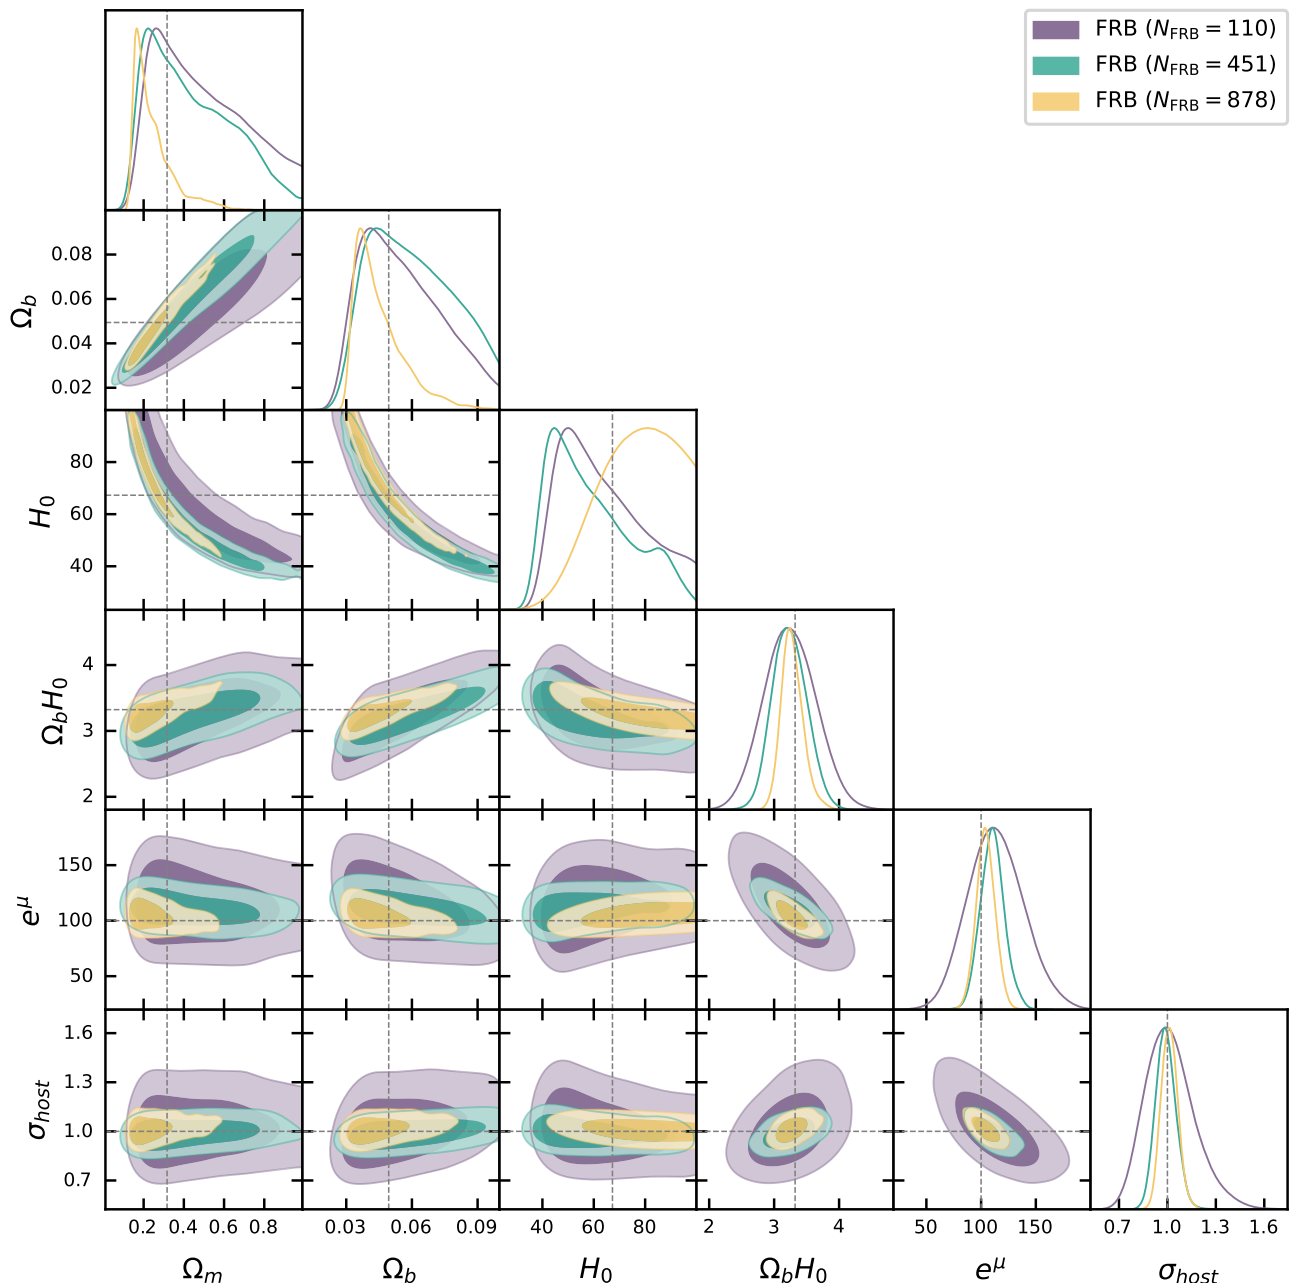 FRB (N_FRB = 110)
FRB (N_FRB = 451)
FRB (N_FRB = 878)
0.08
0.06
0.04
0.02
Ω_b
80
60
40
H_0
4
3
2
Ω_bH_0
150
100
50
e^μ
1.6
1.3
1.0
0.7
σ_host
0.2 0.4 0.6 0.8 0.03 0.06 0.09 40 60 80 2 3 4 50 100 150 0.7 1.0 1.3 1.6
Ω_m Ω_b H_0 Ω_bH_0 e^μ σ_host